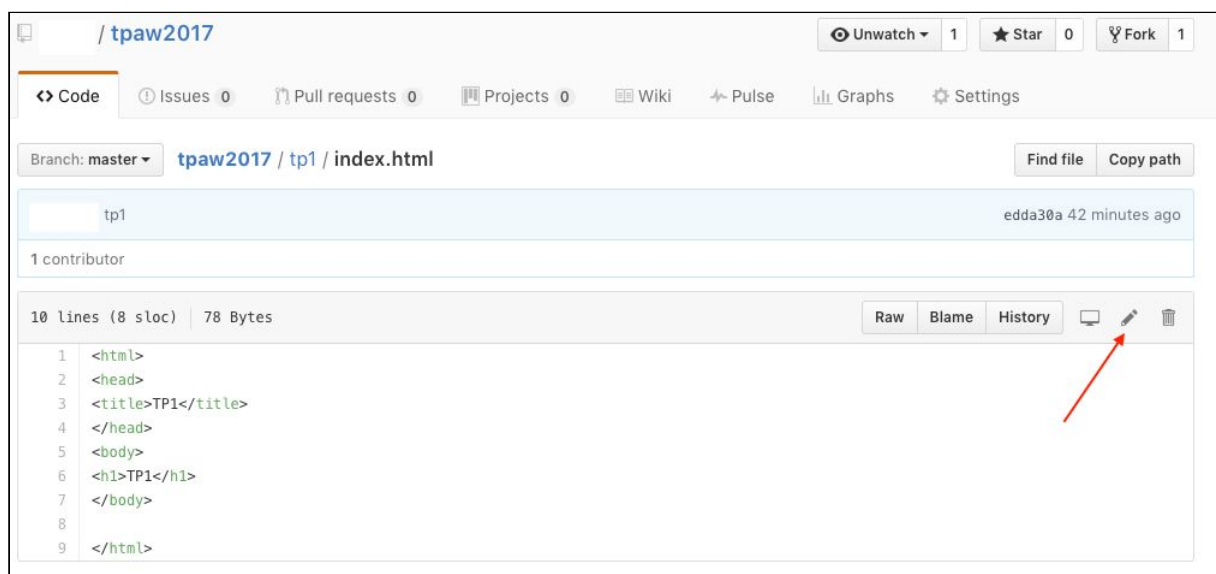 / tpaw2017 Unwatch 1 Star 0 Fork 1
Code Issues 0 Pull requests 0 Projects 0 Wiki Pulse Graphs Settings
Branch: master tpaw2017 / tp1 / index.html Find file Copy path
tp1 edda30a 42 minutes ago
1 contributor
10 lines (8 sloc) 78 Bytes Raw Blame History
1 <html>
2 <head>
3 <title>TP1</title>
4 </head>
5 <body>
6 <h1>TP1</h1>
7 </body>
8
9 </html>